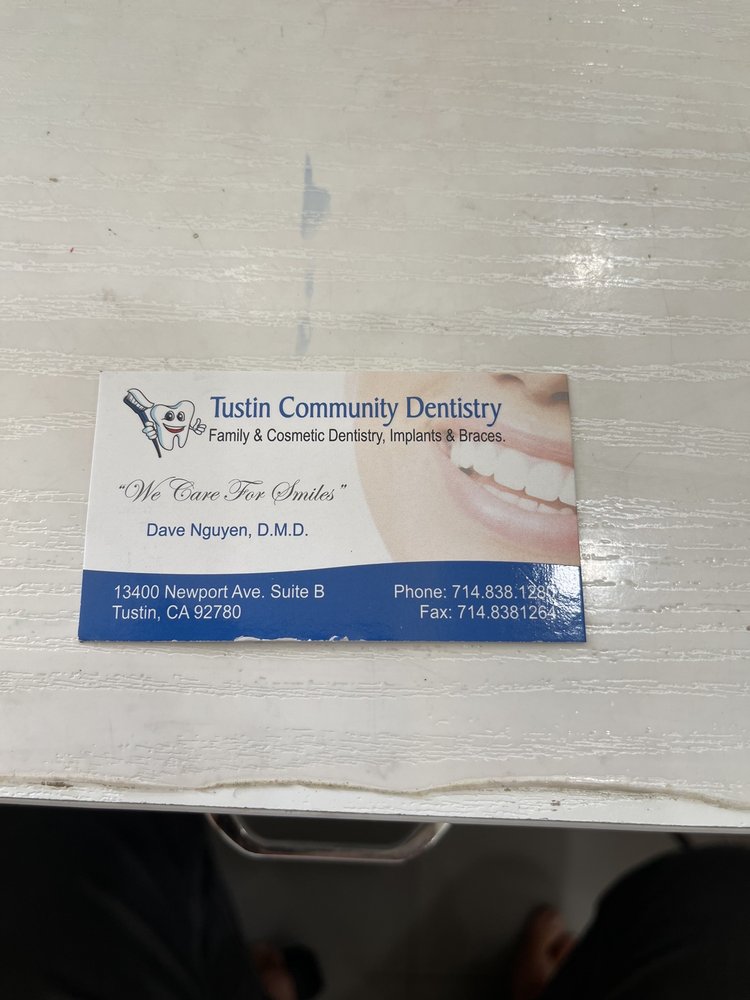 Tustin Community Dentistry
Family & Cosmetic Dentistry, Implants & Braces.
“We Care For Smiles”
Dave Nguyen, D.M.D.
13400 Newport Ave. Suite B
Tustin, CA 92780
Phone: 714.838.1280
Fax: 714.8381264